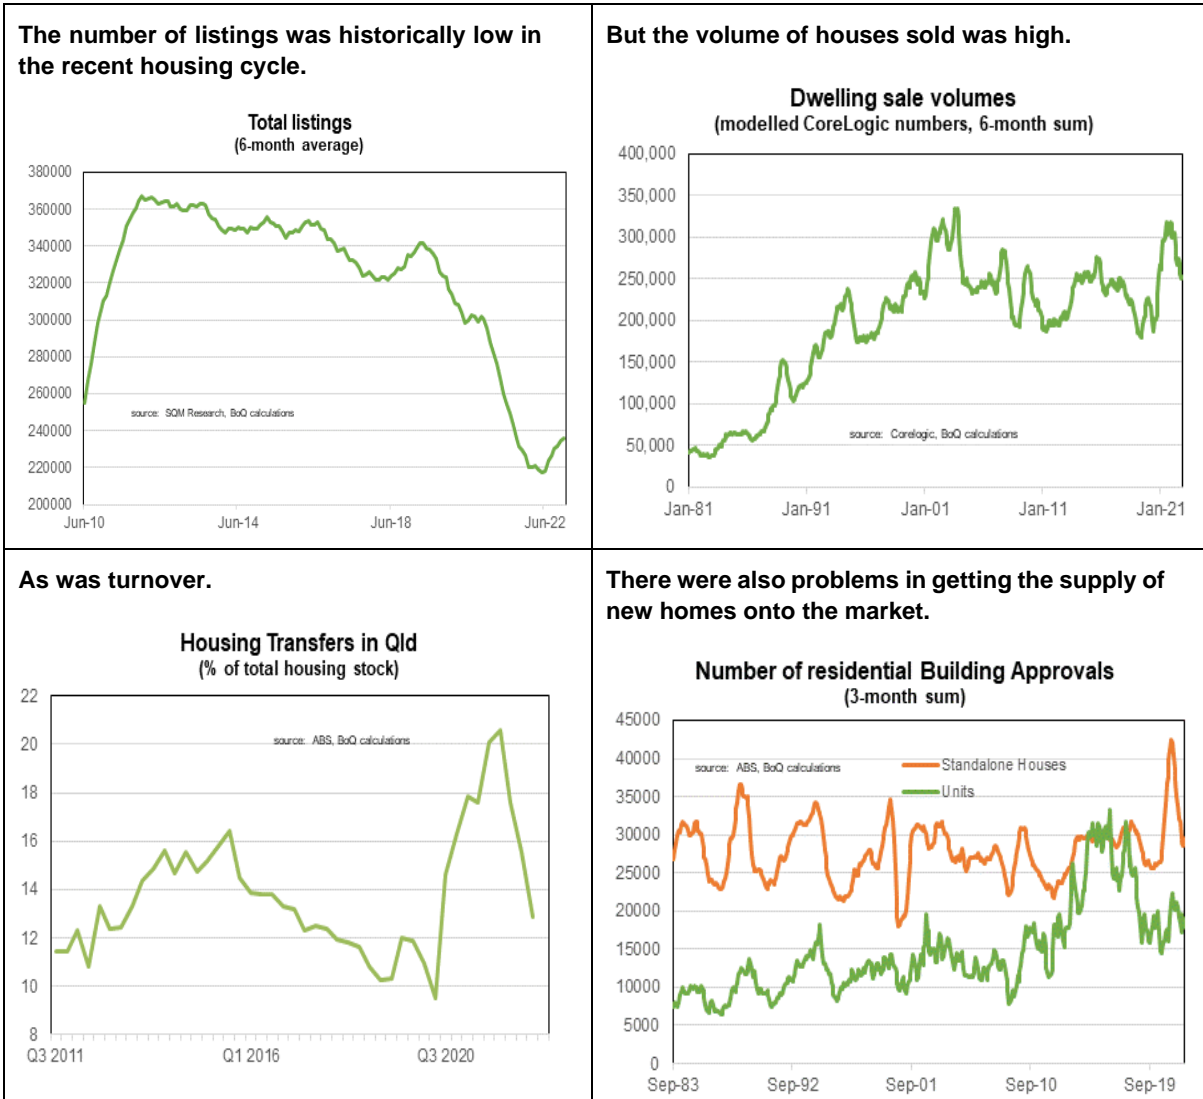 The number of listings was historically low in
the recent housing cycle.
Total listings
(6-month average)
380000
360000
340000
320000
300000
280000
260000
240000
220000
200000
source: SQM Research, BoQ calculations
Jun-10
Jun-14
Jun-18
Jun-22
But the volume of houses sold was high.
Dwelling sale volumes
(modelled CoreLogic numbers, 6-month sum)
400,000
350,000
300,000
250,000
200,000
150,000
100,000
50,000
0
source: Corelogic, BoQ calculations
Jan-81
Jan-91
Jan-01
Jan-11
Jan-21
As was turnover.
Housing Transfers in Qld
(% of total housing stock)
22
20
18
16
14
12
10
8
source: ABS, BoQ calculations
Q3 2011
Q1 2016
Q3 2020
There were also problems in getting the supply of
new homes onto the market.
Number of residential Building Approvals
(3-month sum)
45000
40000
35000
30000
25000
20000
15000
10000
5000
0
source: ABS, BoQ calculations
Standalone Houses
Units
Sep-83
Sep-92
Sep-01
Sep-10
Sep-19